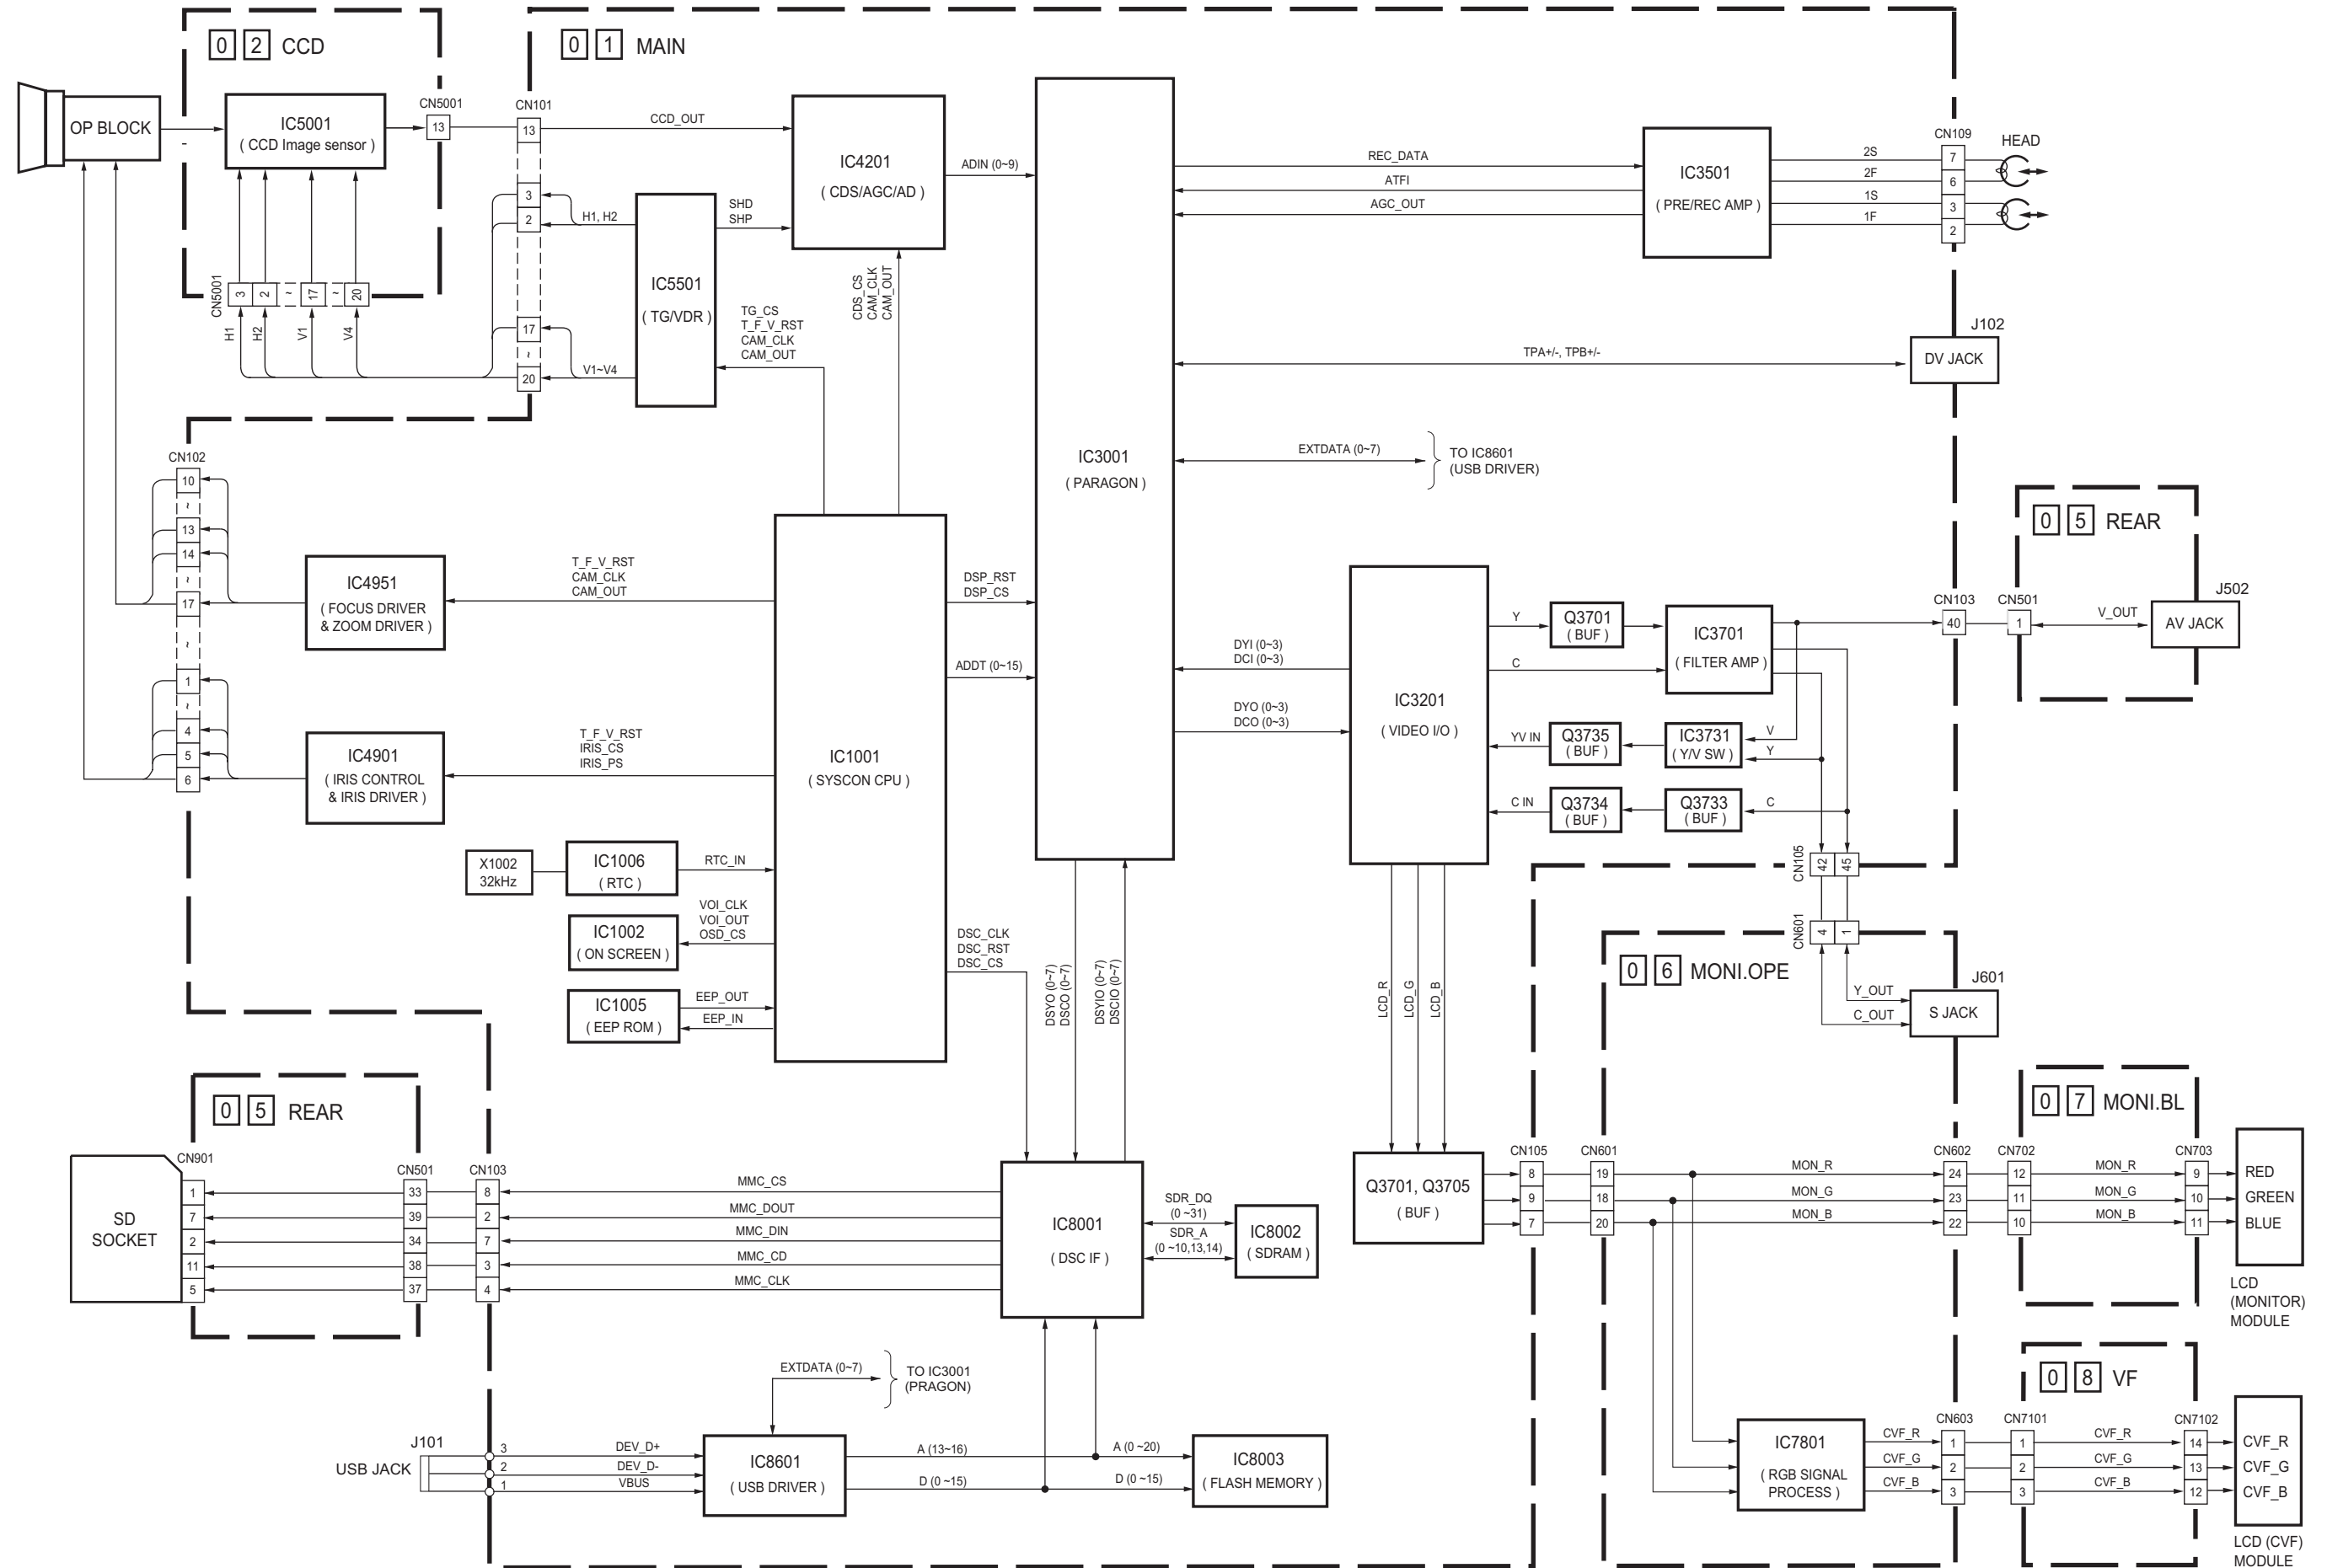 0 2 CCD
0 1 MAIN
OP BLOCK
IC5001
( CCD Image sensor )
CN5001
13
CN101
13
CCD_OUT
IC4201
( CDS/AGC/AD )
ADIN (0~9)
3
2
H1, H2
SHD
SHP
IC5501
( TG/VDR )
17
~
20
V1~V4
TG_CS
T_F_V_RST
CAM_CLK
CAM_OUT
CDS_CS
CAM_CLK
CAM_OUT
CN5001
3
2
~
17
~
20
H1
H2
V1
V4
IC3001
( PARAGON )
REC_DATA
ATFI
AGC_OUT
IC3501
( PRE/REC AMP )
2S
2F
1S
1F
CN109
7
6
3
2
HEAD
TPA+/-, TPB+/-
J102
DV JACK
EXTDATA (0~7)
TO IC8601
(USB DRIVER)
CN102
10
~
13
14
~
17
~
1
~
4
5
6
IC4951
( FOCUS DRIVER
& ZOOM DRIVER )
T_F_V_RST
CAM_CLK
CAM_OUT
IC4901
( IRIS CONTROL
& IRIS DRIVER )
T_F_V_RST
IRIS_CS
IRIS_PS
IC1001
( SYSCON CPU )
DSP_RST
DSP_CS
ADDT (0~15)
X1002
32kHz
IC1006
( RTC )
RTC_IN
IC1002
( ON SCREEN )
VOI_CLK
VOI_OUT
OSD_CS
IC1005
( EEP ROM )
EEP_OUT
EEP_IN
DSC_CLK
DSC_RST
DSC_CS
DSYO (0~7)
DSCO (0~7)
DSYIO (0~7)
DSCIO (0~7)
DYI (0~3)
DCI (0~3)
DYO (0~3)
DCO (0~3)
IC3201
( VIDEO I/O )
Y
Q3701
( BUF )
C
IC3701
( FILTER AMP )
YV IN
Q3735
( BUF )
IC3731
( Y/V SW )
V
Y
C IN
Q3734
( BUF )
Q3733
( BUF )
C
CN103
40
CN501
1
0 5 REAR
V_OUT
J502
AV JACK
CN105
42
45
CN601
4
1
LCD_R
LCD_G
LCD_B
0 6 MONI.OPE
Y_OUT
C_OUT
J601
S JACK
0 5 REAR
SD
SOCKET
CN901
1
7
2
11
5
CN501
33
39
34
38
37
CN103
8
2
7
3
4
MMC_CS
MMC_DOUT
MMC_DIN
MMC_CD
MMC_CLK
IC8001
( DSC IF )
SDR_DQ
(0 ~31)
SDR_A
(0 ~10,13,14)
IC8002
( SDRAM )
Q3701, Q3705
( BUF )
CN105
8
9
7
CN601
19
18
20
MON_R
MON_G
MON_B
CN602
24
23
22
0 7 MONI.BL
CN702
12
11
10
MON_R
MON_G
MON_B
CN703
9
10
11
RED
GREEN
BLUE
LCD
(MONITOR)
MODULE
EXTDATA (0~7)
TO IC3001
(PRAGON)
J101
USB JACK
3
2
1
DEV_D+
DEV_D-
VBUS
IC8601
( USB DRIVER )
A (13~16)
D (0 ~15)
A (0 ~20)
D (0 ~15)
IC8003
( FLASH MEMORY )
IC7801
( RGB SIGNAL
PROCESS )
CVF_R
CVF_G
CVF_B
CN603
1
2
3
0 8 VF
CN7101
1
2
3
CVF_R
CVF_G
CVF_B
CN7102
14
13
12
CVF_R
CVF_G
CVF_B
LCD (CVF)
MODULE